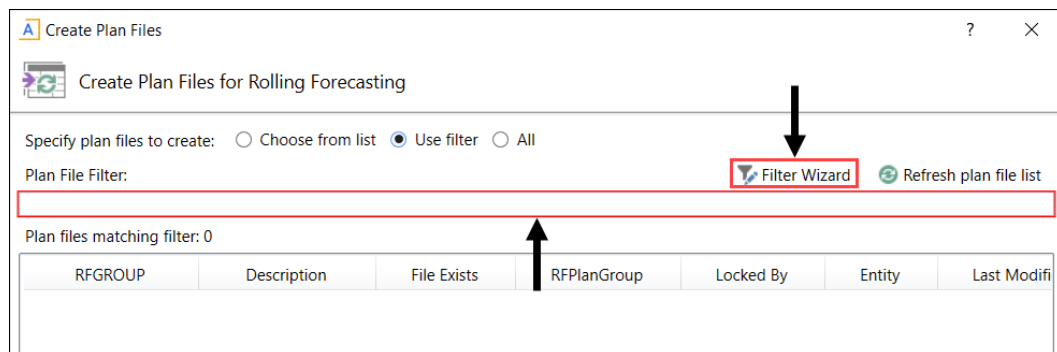 A Create Plan Files ?
Create Plan Files for Rolling Forecasting
Specify plan files to create: Choose from list Use filter All
Plan File Filter: Filter Wizard Refresh plan file list
Plan files matching filter: 0
RFGROUP Description File Exists RFPlanGroup Locked By Entity Last Modifi